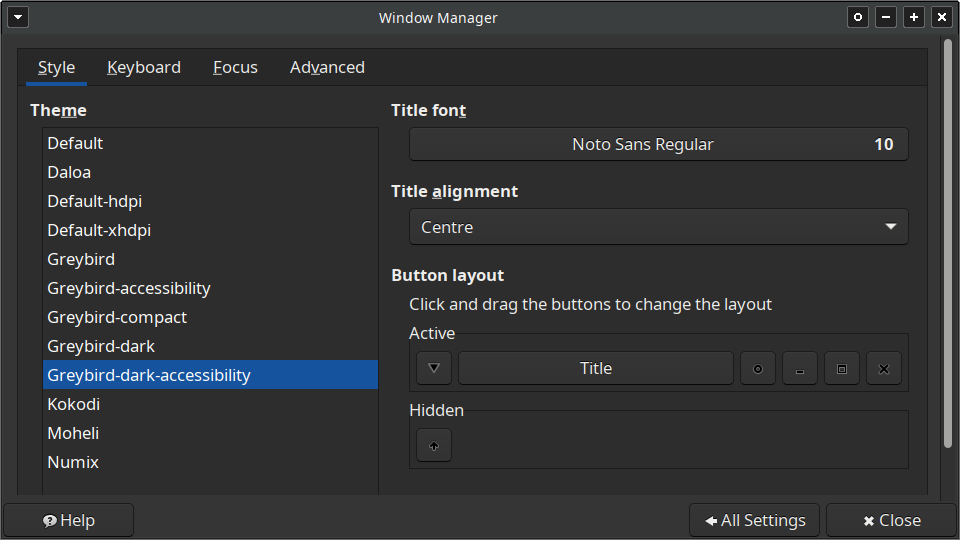 Window Manager
Style Keyboard Focus Advanced
Theme
Default
Daloa
Default-hdpi
Default-xhdpi
Greybird
Greybird-accessibility
Greybird-compact
Greybird-dark
Greybird-dark-accessibility
Kokodi
Moheli
Numix
Title font
Noto Sans Regular 10
Title alignment
Centre
Button layout
Click and drag the buttons to change the layout
Active
Title
Hidden
Help
All Settings
Close